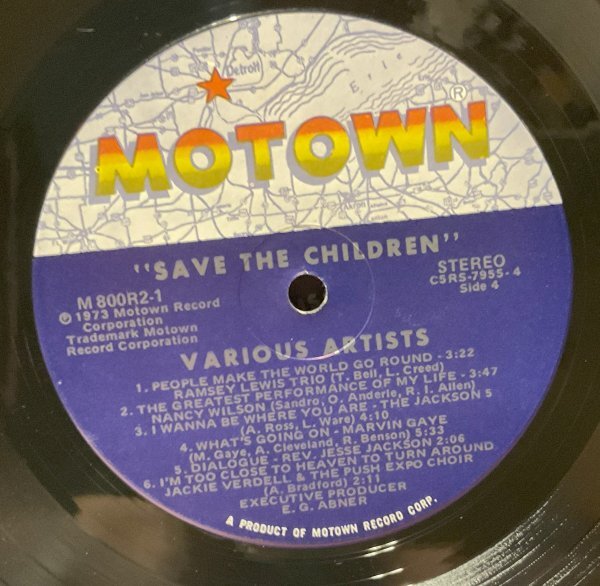 Detroit
Erie
MOTOWN®
"SAVE THE CHILDREN"
M 800R2-1
© 1973 Motown Record
Corporation
Trademark Motown
Record Corporation
STEREO
C5RS-7955-4
Side 4
VARIOUS ARTISTS
1. PEOPLE MAKE THE WORLD GO ROUND - 3:22
RAMSEY LEWIS TRIO (T. Bell, L. Creed)
2. THE GREATEST PERFORMANCE OF MY LIFE - 3:47
NANCY WILSON (Sandro, O. Anderle, R. I. Allen)
3. I WANNA BE WHERE YOU ARE - THE JACKSON 5
(A. Ross, L. Ware) 4:10
4. WHAT'S GOING ON - MARVIN GAYE
(M. Gaye, A. Cleveland, R. Benson) 5:33
5. DIALOGUE - REV. JESSE JACKSON 2:06
6. I'M TOO CLOSE TO HEAVEN TO TURN AROUND
JACKIE VERDELL & THE PUSH EXPO CHOIR
(A. Bradford) 2:11
EXECUTIVE PRODUCER
E. G. ABNER
A PRODUCT OF MOTOWN RECORD CORP.